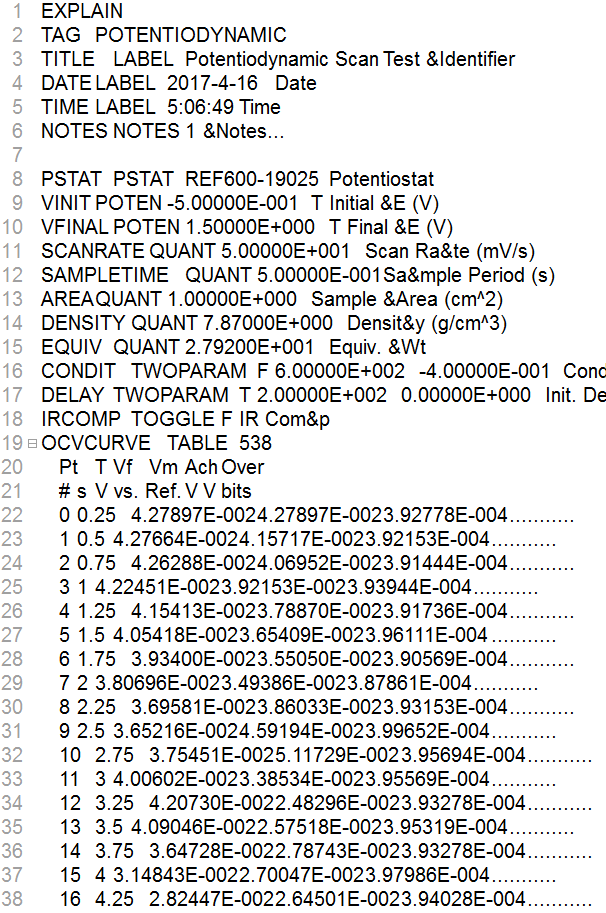 1 EXPLAIN
2 TAG POTENTIODYNAMIC
3 TITLE LABEL Potentiodynamic Scan Test &Identifier
4 DATE LABEL 2017-4-16 Date
5 TIME LABEL 5:06:49 Time
6 NOTES NOTES 1 &Notes...
7
8 PSTAT PSTAT REF600-19025 Potentiostat
9 VINIT POTEN -5.00000E-001 T Initial &E (V)
10 VFINAL POTEN 1.50000E+000 T Final &E (V)
11 SCANRATE QUANT 5.00000E+001 Scan Ra&te (mV/s)
12 SAMPLETIME QUANT 5.00000E-001 Sa&mple Period (s)
13 AREA QUANT 1.00000E+000 Sample &Area (cm^2)
14 DENSITY QUANT 7.87000E+000 Densit&y (g/cm^3)
15 EQUIV QUANT 2.79200E+001 Equiv. &Wt
16 CONDIT TWOPARAM F 6.00000E+002 -4.00000E-001 Cond
17 DELAY TWOPARAM T 2.00000E+002 0.00000E+000 Init. De
18 IRCOMP TOGGLE F IR Com&p
19 OCVCURVE TABLE 538
20 Pt T Vf Vm Ach Over
21 # s V vs. Ref. V V bits
22 0 0.25 4.27897E-0024.27897E-0023.92778E-004...........
23 1 0.5 4.27664E-0024.15717E-0023.92153E-004...........
24 2 0.75 4.26288E-0024.06952E-0023.91444E-004...........
25 3 1 4.22451E-0023.92153E-0023.93944E-004...........
26 4 1.25 4.15413E-0023.78870E-0023.91736E-004...........
27 5 1.5 4.05418E-0023.65409E-0023.96111E-004...........
28 6 1.75 3.93400E-0023.55050E-0023.90569E-004...........
29 7 2 3.80696E-0023.49386E-0023.87861E-004...........
30 8 2.25 3.69581E-0023.86033E-0023.93153E-004...........
31 9 2.5 3.65216E-0024.59194E-0023.99652E-004...........
32 10 2.75 3.75451E-0025.11729E-0023.95694E-004...........
33 11 3 4.00602E-0023.38534E-0023.95569E-004...........
34 12 3.25 4.20730E-0022.48296E-0023.93278E-004...........
35 13 3.5 4.09046E-0022.57518E-0023.95319E-004...........
36 14 3.75 3.64728E-0022.78743E-0023.93278E-004...........
37 15 4 3.14843E-0022.70047E-0023.97986E-004...........
38 16 4.25 2.82447E-0022.64501E-0023.94028E-004...........